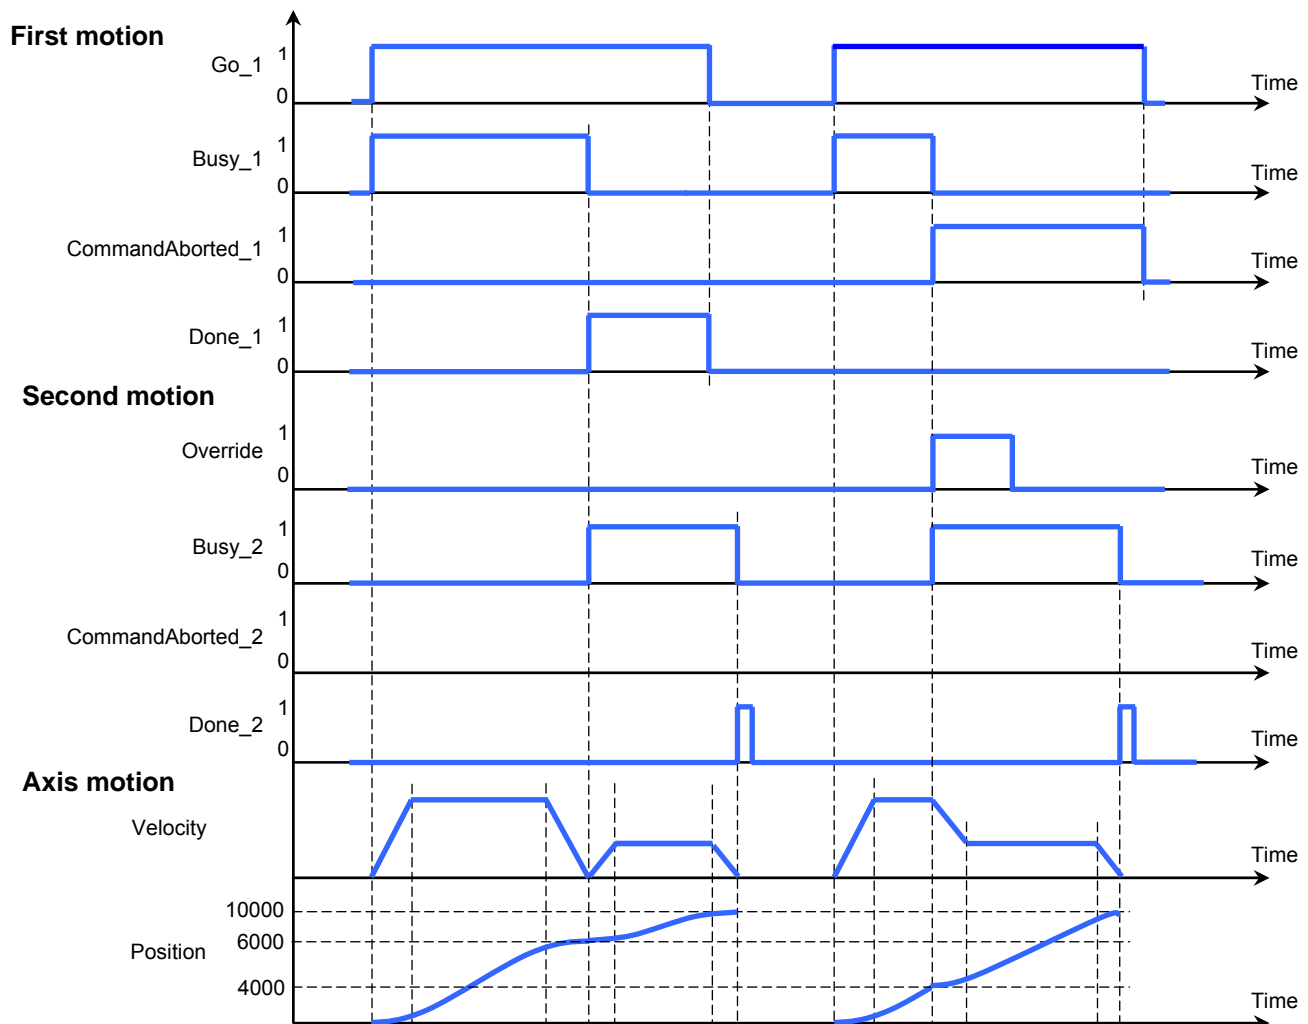 First motion
1
Go_1
Time
0
1
Busy_1
Time
0
1
CommandAborted_1
Time
0
1
Done_1
Time
0
Second motion
1
Override
Time
0
1
Busy_2
Time
0
1
CommandAborted_2
Time
0
1
Done_2
Time
0
Axis motion
Velocity
Time
10000
6000
Position
4000
Time